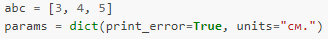 abc = [3, 4, 5]
params = dict(print_error=True, units="см.")